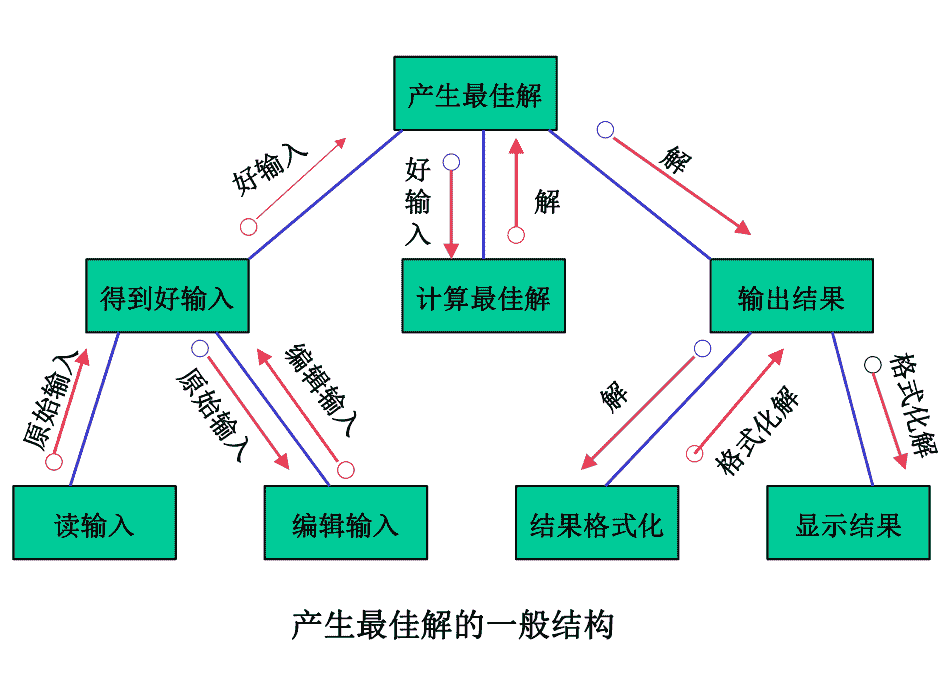 产生最佳解
好输入
好输入
解
解
得到好输入
计算最佳解
输出结果
原始输入
原始输入
编辑输入
解
格式化解
格式化解
读输入
编辑输入
结果格式化
显示结果
产生最佳解的一般结构